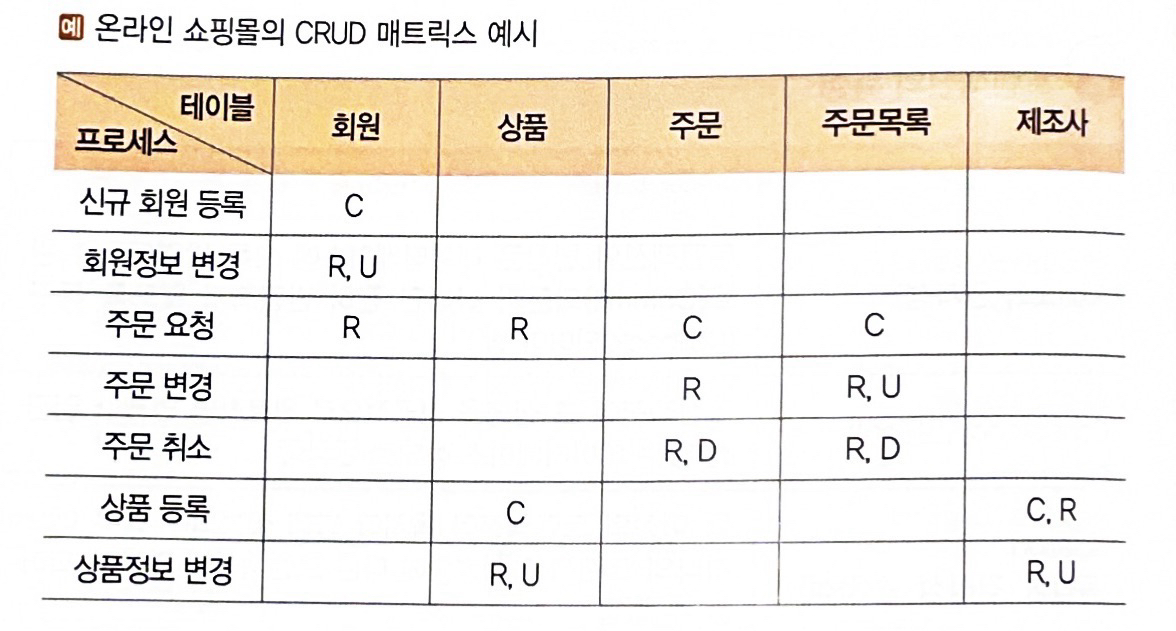 예 온라인 쇼핑몰의 CRUD 매트릭스 예시
테이블 회원 상품 주문 주문목록 제조사
프로세스
신규 회원 등록 C
회원정보 변경 R, U
주문 요청 R R C C
주문 변경 R R, U
주문 취소 R, D R, D
상품 등록 C C, R
상품정보 변경 R, U R, U